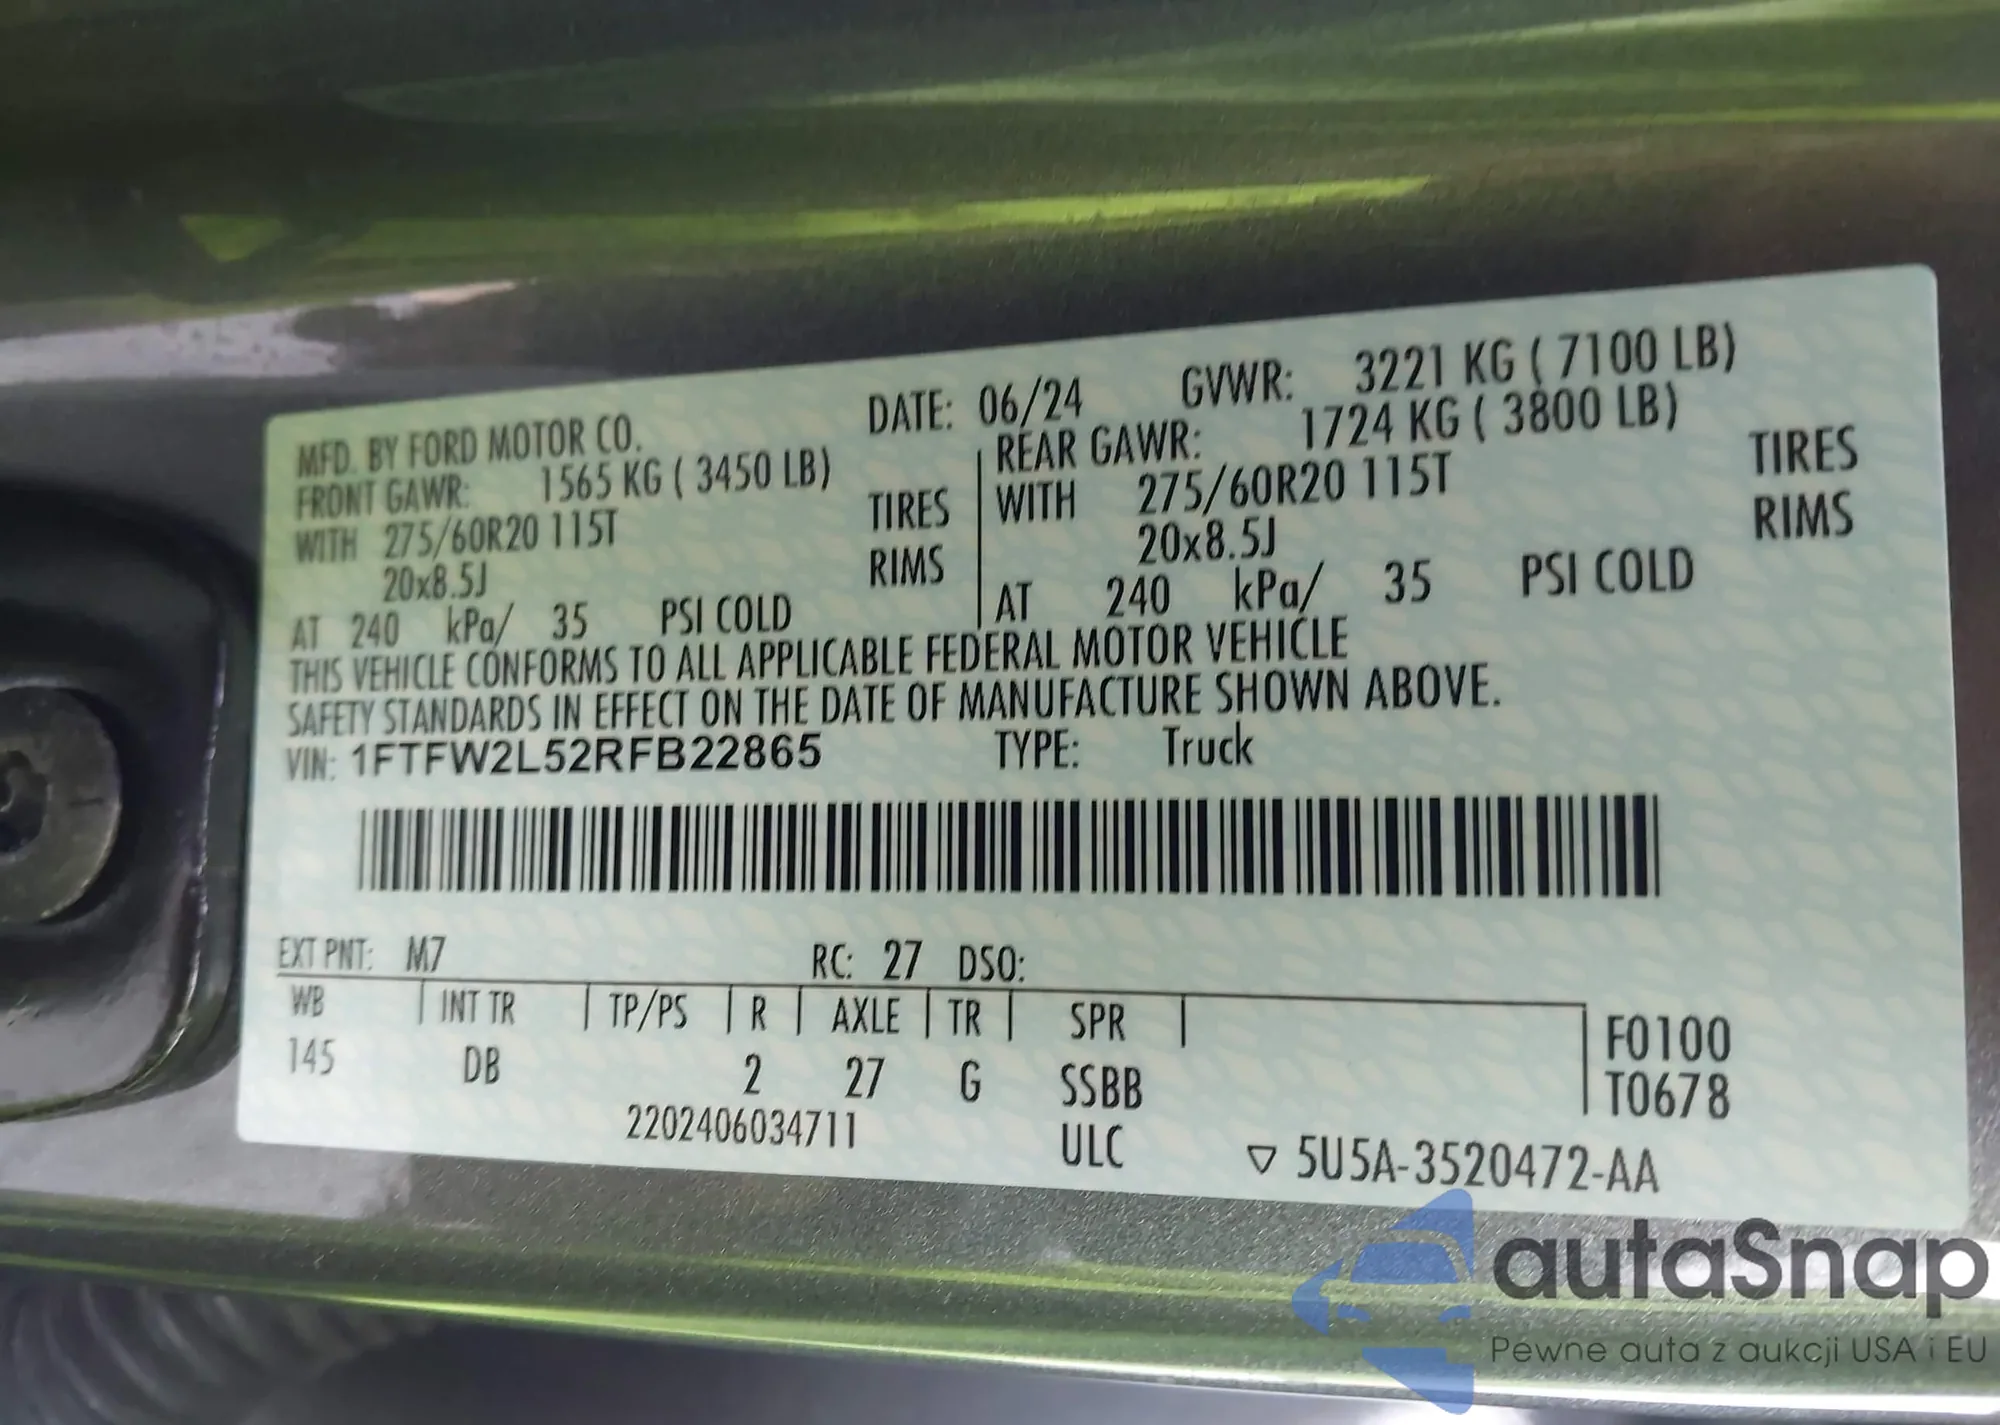 MFD. BY FORD MOTOR CO. DATE: 06/24 GVWR: 3221 KG ( 7100 LB)
FRONT GAWR: 1565 KG ( 3450 LB) REAR GAWR: 1724 KG ( 3800 LB)
WITH 275/60R20 115T TIRES WITH 275/60R20 115T TIRES
20x8.5J RIMS 20x8.5J RIMS
AT 240 kPa/ 35 PSI COLD AT 240 kPa/ 35 PSI COLD
THIS VEHICLE CONFORMS TO ALL APPLICABLE FEDERAL MOTOR VEHICLE
SAFETY STANDARDS IN EFFECT ON THE DATE OF MANUFACTURE SHOWN ABOVE.
VIN: 1FTFW2L52RFB22865 TYPE: Truck
EXT PNT: M7 RC: 27 DSO:
WB INT TR TP/PS R AXLE TR SPR F0100
145 DB 2 27 G SSBB T0678
2202406034711 ULC ▽ 5U5A-3520472-AA
autaSnap
Pewne auta z aukcji USA i EU